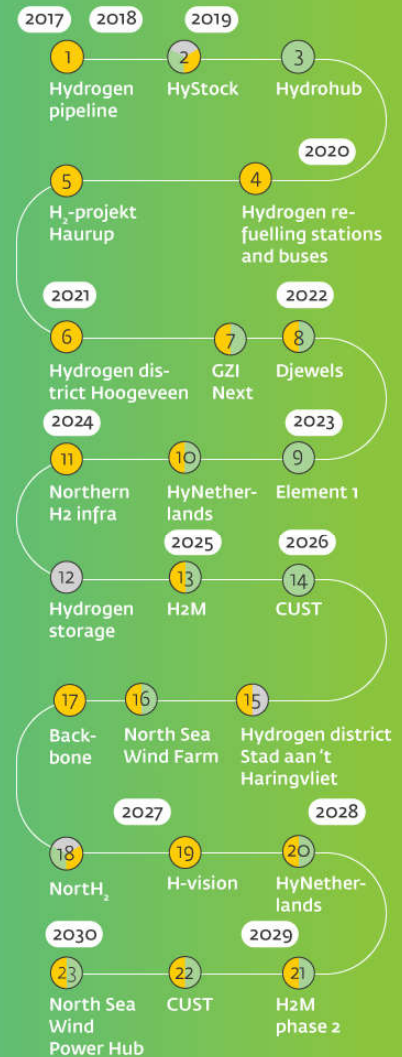 2017 2018 2019
1 2 3
Hydrogen HyStock Hydrohub
pipeline
2020
5 4
H₂-projekt Hydrogen re-
Haurup fuelling stations
and buses
2021 2022
6 7 8
Hydrogen dis- GZI Djewels
trict Hoogeveen Next
2024 2023
11 10 9
Northern HyNether- Element 1
H2 infra lands
2025 2026
12 13 14
Hydrogen H2M CUST
storage
17 16 15
Back- North Sea Hydrogen district
bone Wind Farm Stad aan 't
Haringvliet
2027 2028
18 19 20
NortH₂ H-vision HyNether-
lands
2030 2029
23 22 21
North Sea CUST H2M
Wind phase 2
Power Hub